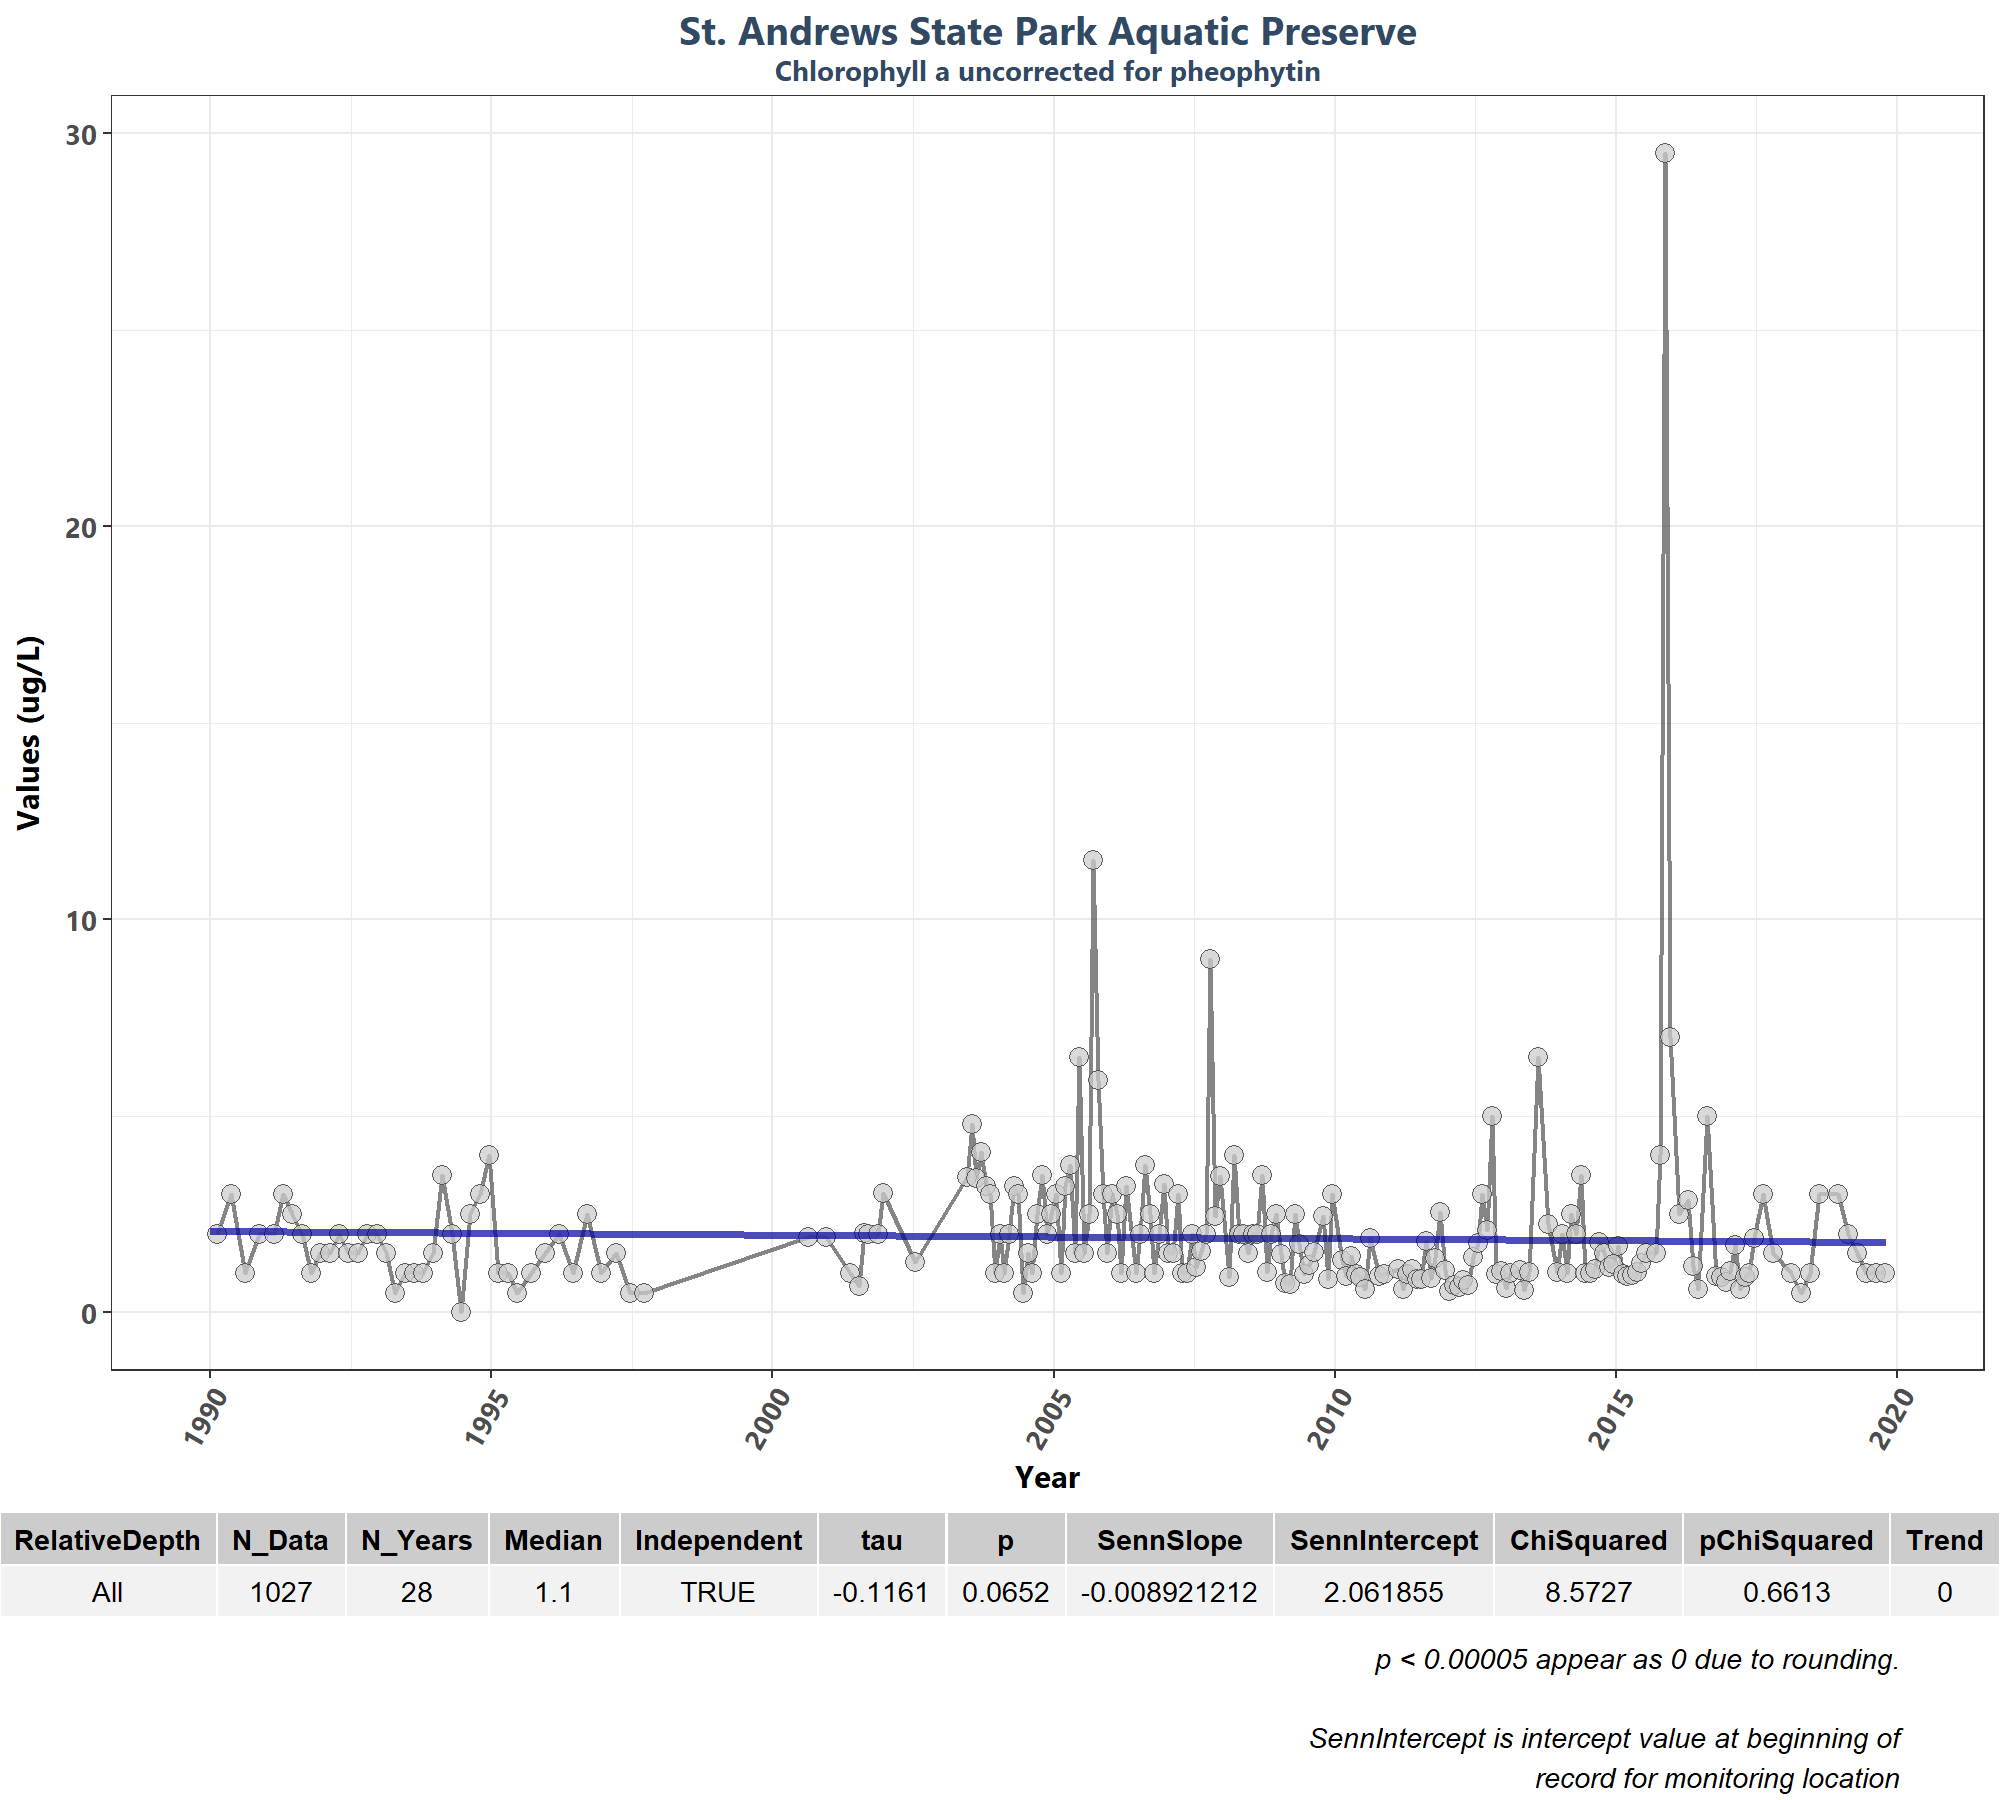 St. Andrews State Park Aquatic Preserve
Chlorophyll a uncorrected for pheophytin
30
20
10
0
Values (ug/L)
1990 1995 2000 2005 2010 2015 2020
Year
RelativeDepth N_Data N_Years Median Independent tau p SennSlope SennIntercept ChiSquared pChiSquared Trend
All 1027 28 1.1 TRUE -0.1161 0.0652 -0.008921212 2.061855 8.5727 0.6613 0
p < 0.00005 appear as 0 due to rounding.
SennIntercept is intercept value at beginning of
record for monitoring location